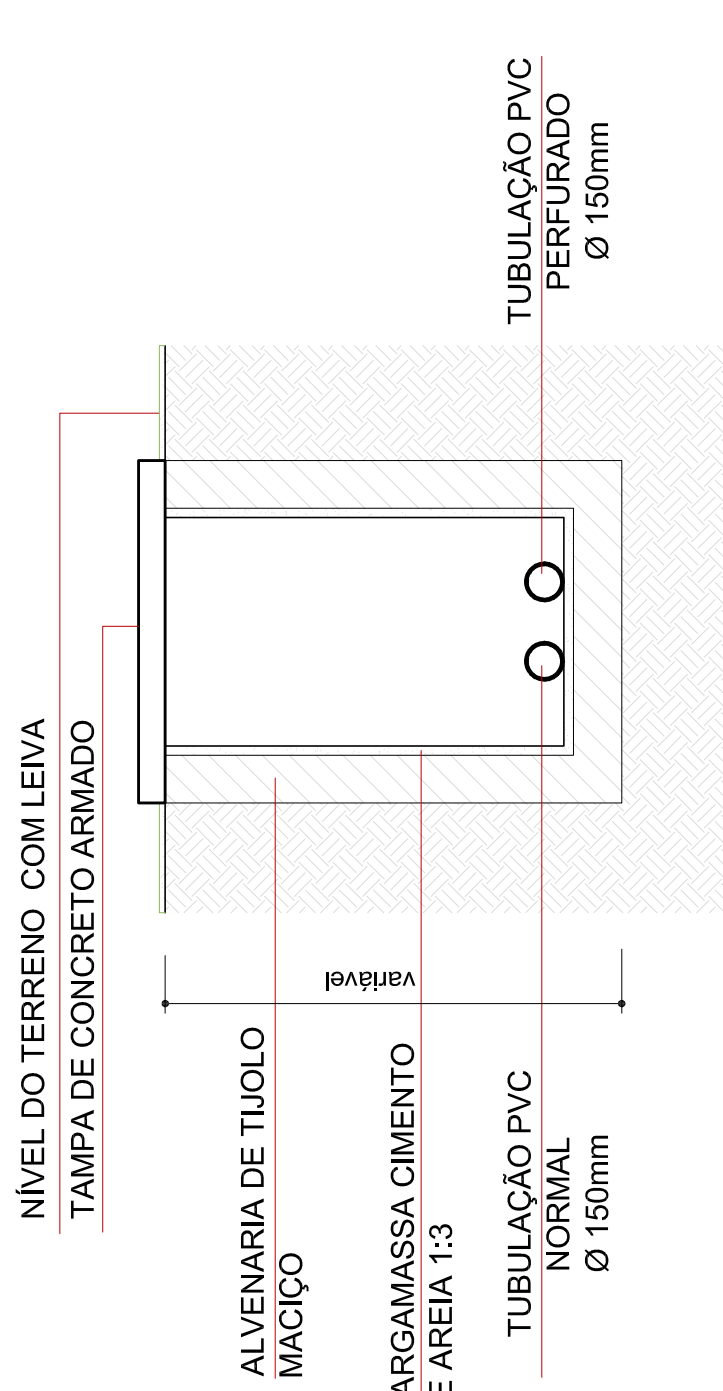 NÍVEL DO TERRENO COM LEIVA
TAMPA DE CONCRETO ARMADO
ALVENARIA DE TIJOLO
MACIÇO
variável
ARGAMASSA CIMENTO
E AREIA 1:3
TUBULAÇÃO PVC
NORMAL
Ø 150mm
TUBULAÇÃO PVC
PERFURADO
Ø 150mm